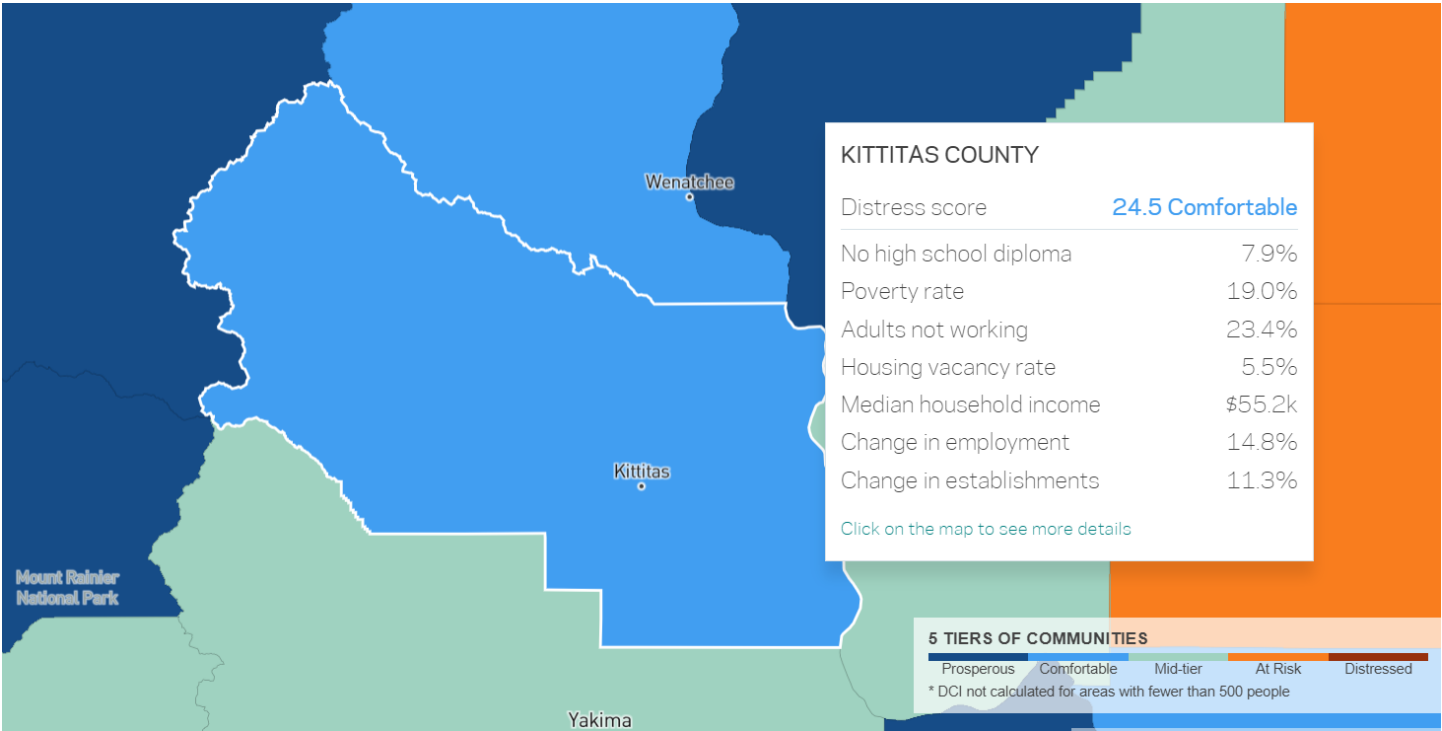 Wenatchee
KITTITAS COUNTY
Distress score 24.5 Comfortable
No high school diploma 7.9%
Poverty rate 19.0%
Adults not working 23.4%
Housing vacancy rate 5.5%
Median household income $55.2k
Change in employment 14.8%
Change in establishments 11.3%
Click on the map to see more details
Kittitas
Mount Rainier
National Park
5 TIERS OF COMMUNITIES
Prosperous Comfortable Mid-tier At Risk Distressed
* DCI not calculated for areas with fewer than 500 people
Yakima